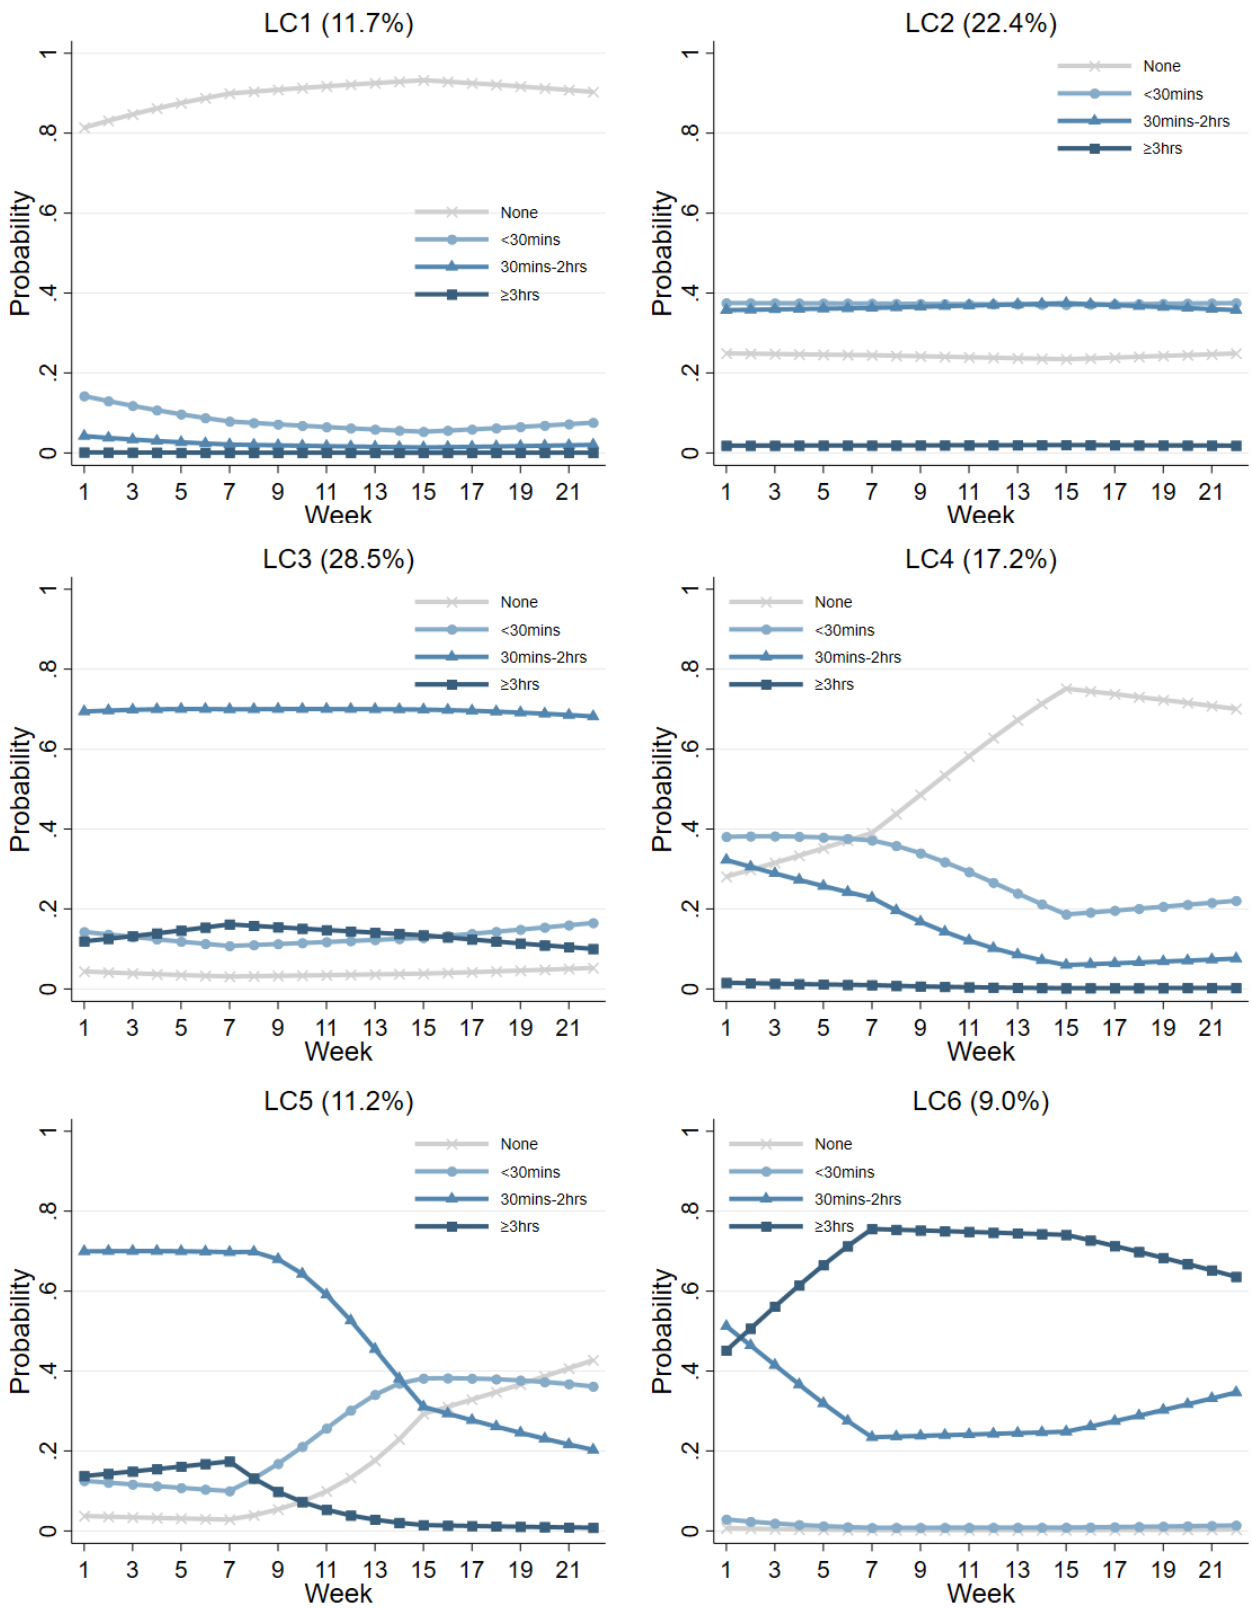 LC1 (11.7%)
Probability
1
.8
.6
.4
.2
0
None
<30mins
30mins-2hrs
≥3hrs
1 3 5 7 9 11 13 15 17 19 21
Week
LC2 (22.4%)
Probability
1
.8
.6
.4
.2
0
None
<30mins
30mins-2hrs
≥3hrs
1 3 5 7 9 11 13 15 17 19 21
Week
LC3 (28.5%)
Probability
1
.8
.6
.4
.2
0
None
<30mins
30mins-2hrs
≥3hrs
1 3 5 7 9 11 13 15 17 19 21
Week
LC4 (17.2%)
Probability
1
.8
.6
.4
.2
0
None
<30mins
30mins-2hrs
≥3hrs
1 3 5 7 9 11 13 15 17 19 21
Week
LC5 (11.2%)
Probability
1
.8
.6
.4
.2
0
None
<30mins
30mins-2hrs
≥3hrs
1 3 5 7 9 11 13 15 17 19 21
Week
LC6 (9.0%)
Probability
1
.8
.6
.4
.2
0
None
<30mins
30mins-2hrs
≥3hrs
1 3 5 7 9 11 13 15 17 19 21
Week